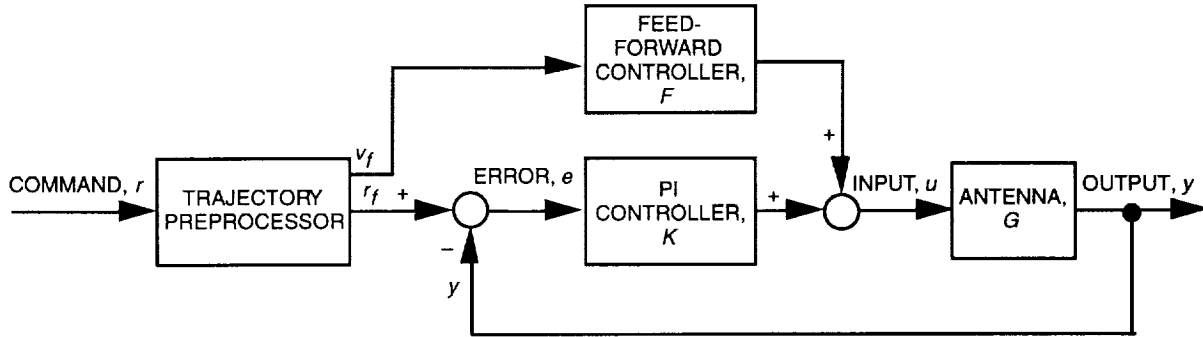 FEED-
FORWARD
CONTROLLER,
F
+
COMMAND, r
TRAJECTORY
PREPROCESSOR
v_f
r_f
+
−
y
ERROR, e
PI
CONTROLLER,
K
+
INPUT, u
ANTENNA,
G
OUTPUT, y